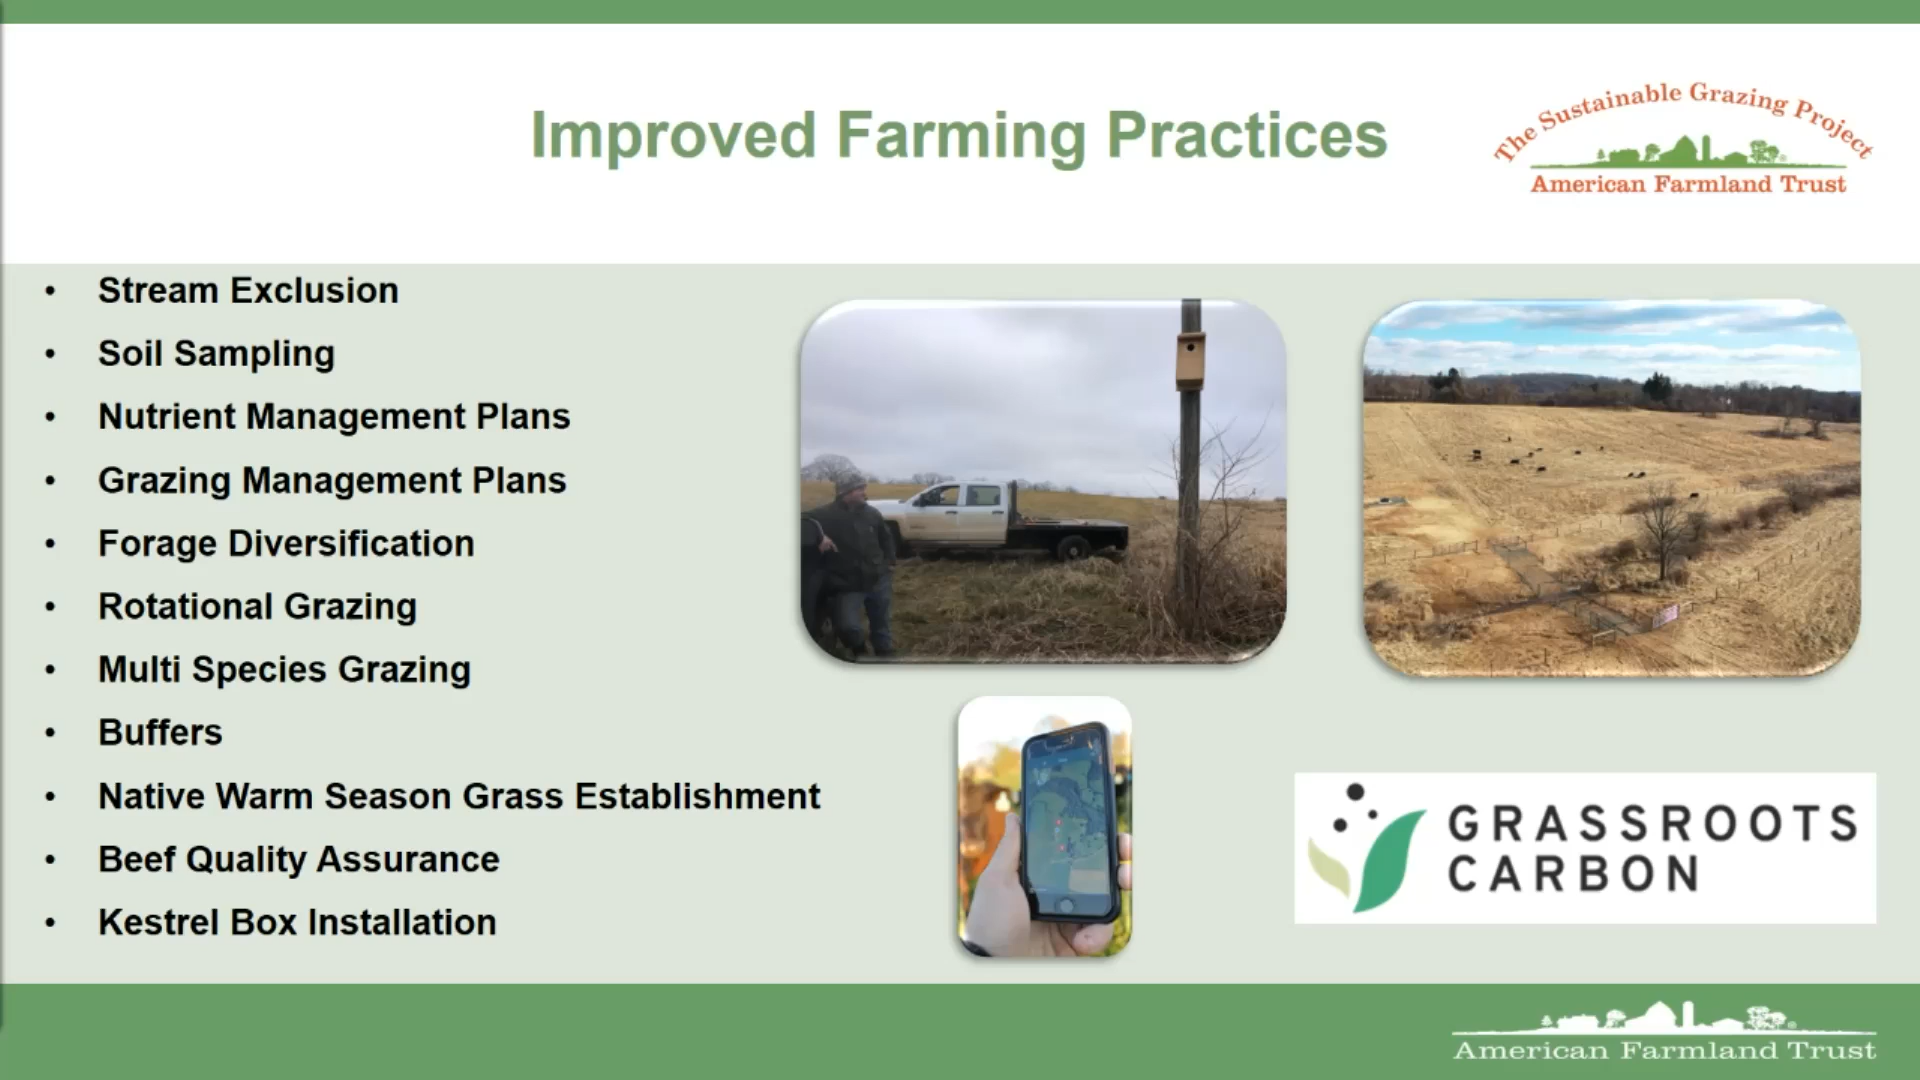 Improved Farming Practices
The Sustainable Grazing Project
American Farmland Trust
• Stream Exclusion
• Soil Sampling
• Nutrient Management Plans
• Grazing Management Plans
• Forage Diversification
• Rotational Grazing
• Multi Species Grazing
• Buffers
• Native Warm Season Grass Establishment
• Beef Quality Assurance
• Kestrel Box Installation
GRASSROOTS
CARBON
American Farmland Trust